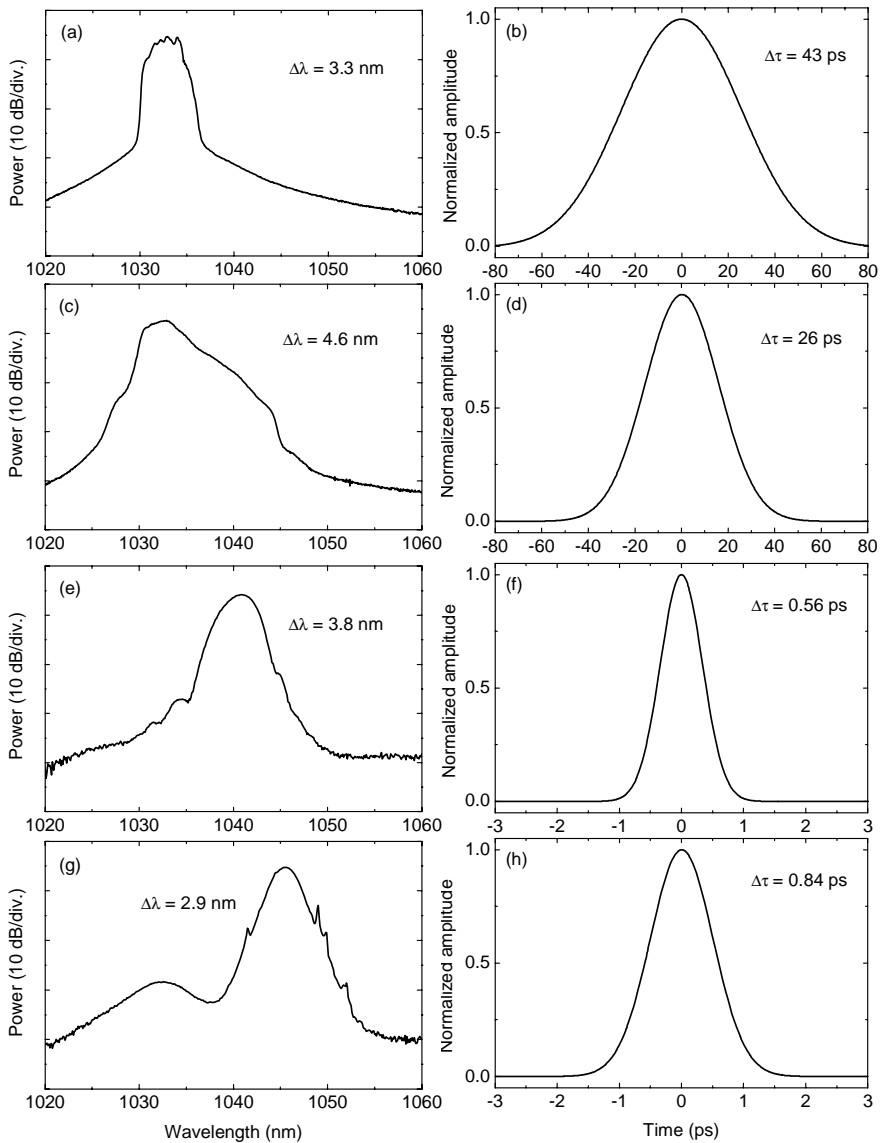 (a)
Δλ = 3.3 nm
Power (10 dB/div.)
1020 1030 1040 1050 1060
(b)
Δτ = 43 ps
Normalized amplitude
1.0
0.5
0.0
-80 -60 -40 -20 0 20 40 60 80
(c)
Δλ = 4.6 nm
Power (10 dB/div.)
1020 1030 1040 1050 1060
(d)
Δτ = 26 ps
Normalized amplitude
1.0
0.5
0.0
-80 -60 -40 -20 0 20 40 60 80
(e)
Δλ = 3.8 nm
Power (10 dB/div.)
1020 1030 1040 1050 1060
(f)
Δτ = 0.56 ps
Normalized amplitude
1.0
0.5
0.0
-3 -2 -1 0 1 2 3
(g)
Δλ = 2.9 nm
Power (10 dB/div.)
1020 1030 1040 1050 1060
Wavelength (nm)
(h)
Δτ = 0.84 ps
Normalized amplitude
1.0
0.5
0.0
-3 -2 -1 0 1 2 3
Time (ps)